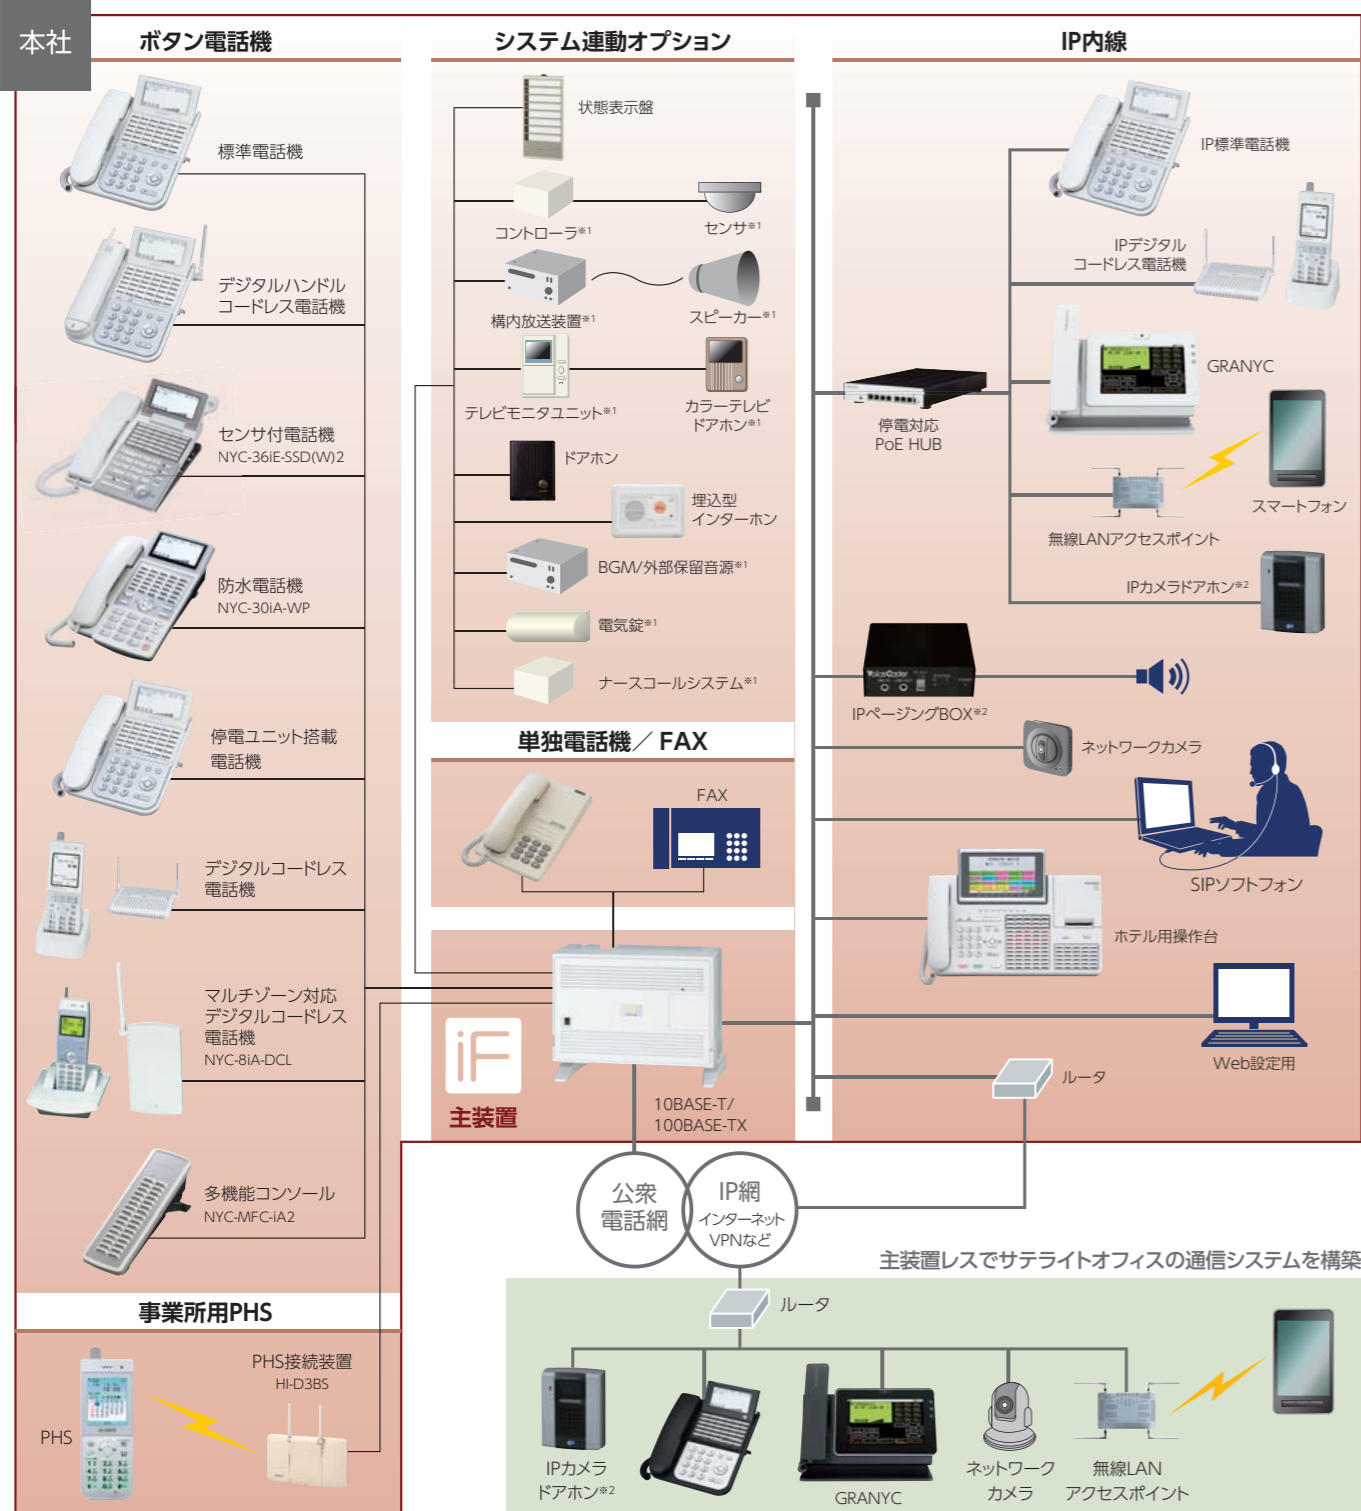 本社
ボタン電話機
標準電話機
デジタルハンドル
コードレス電話機
センサ付電話機
NYC-36iE-SSD(W)2
防水電話機
NYC-30iA-WP
停電ユニット搭載
電話機
デジタルコードレス
電話機
マルチゾーン対応
デジタルコードレス
電話機
NYC-8iA-DCL
多機能コンソール
NYC-MFC-iA2
事業所用PHS
PHS接続装置
HI-D3BS
PHS
システム連動オプション
状態表示盤
コントローラ※1
センサ※1
構内放送装置※1
スピーカー※1
テレビモニタユニット※1
カラーテレビ
ドアホン※1
ドアホン
埋込型
インターホン
BGM/外部保留音源※1
電気錠※1
ナースコールシステム※1
単独電話機／FAX
FAX
iF
主装置
10BASE-T/
100BASE-TX
IP内線
IP標準電話機
IPデジタル
コードレス電話機
GRANYC
停電対応
PoE HUB
スマートフォン
無線LANアクセスポイント
IPカメラドアホン※2
VoiceCaster
IPページングBOX※2
ネットワークカメラ
SIPソフトフォン
ホテル用操作台
Web設定用
ルータ
公衆
電話網
IP網
インターネット
VPNなど
主装置レスでサテライトオフィスの通信システムを構築
ルータ
IPカメラ
ドアホン※2
GRANYC
ネットワーク
カメラ
無線LAN
アクセスポイント